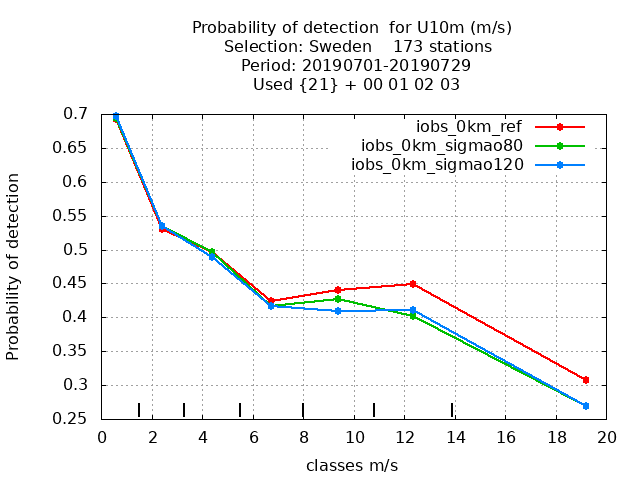 Probability of detection  for U10m (m/s)
Selection: Sweden    173 stations
Period: 20190701-20190729
Used {21} + 00 01 02 03
iobs_0km_ref
iobs_0km_sigmao80
iobs_0km_sigmao120
Probability of detection
0.7
0.65
0.6
0.55
0.5
0.45
0.4
0.35
0.3
0.25
0 2 4 6 8 10 12 14 16 18 20
classes m/s